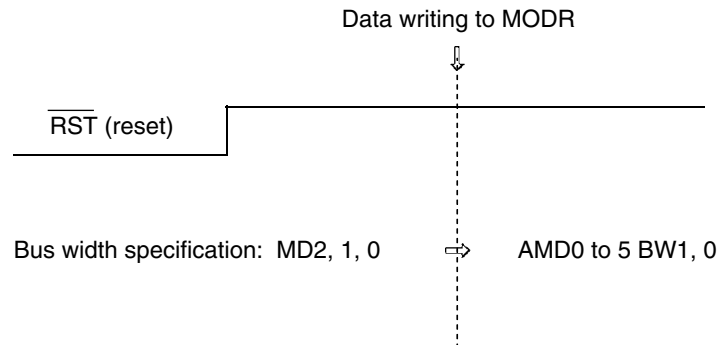 Data writing to MODR
RST (reset)
Bus width specification: MD2, 1, 0 ⇨ AMD0 to 5 BW1, 0